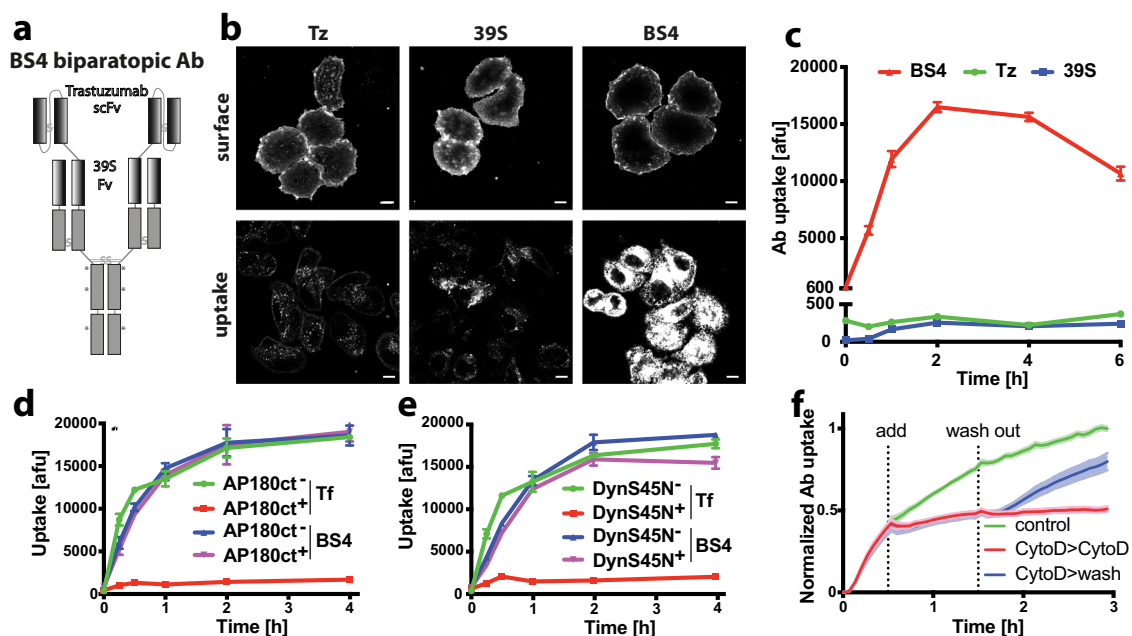 a
BS4 biparatopic Ab
Trastuzumab
scFv
39S
Fv
S
S
S
S
SS
b
Tz
39S
BS4
surface
uptake
c
BS4
Tz
39S
Ab uptake [afu]
20000
15000
10000
5000
600
500
0
0
2
4
6
Time [h]
d
Uptake [afu]
20000
15000
10000
5000
0
AP180ct-
AP180ct+
Tf
AP180ct-
AP180ct+
BS4
0
1
2
3
4
Time [h]
e
Uptake [afu]
20000
15000
10000
5000
0
DynS45N-
DynS45N+
Tf
DynS45N-
DynS45N+
BS4
0
1
2
3
4
Time [h]
f
Normalized Ab uptake
1
0.5
0
add
wash out
control
CytoD>CytoD
CytoD>wash
0
1
2
3
Time [h]